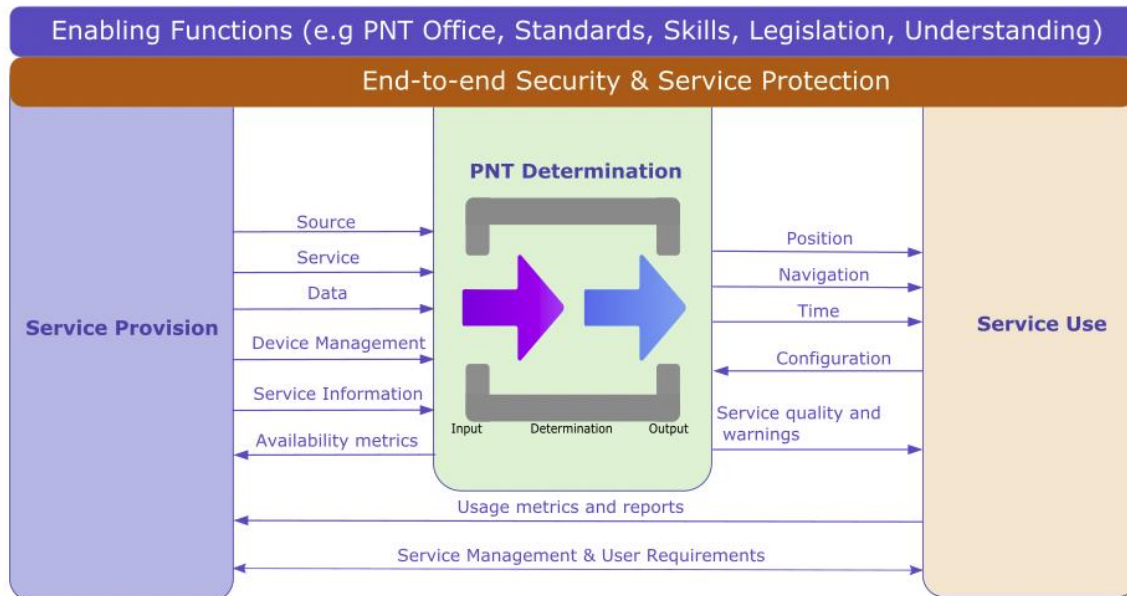 Enabling Functions (e.g PNT Office, Standards, Skills, Legislation, Understanding)
End-to-end Security & Service Protection
Service Provision
Source
Service
Data
Device Management
Service Information
Availability metrics
PNT Determination
Input Determination Output
Position
Navigation
Time
Configuration
Service quality and
warnings
Service Use
Usage metrics and reports
Service Management & User Requirements